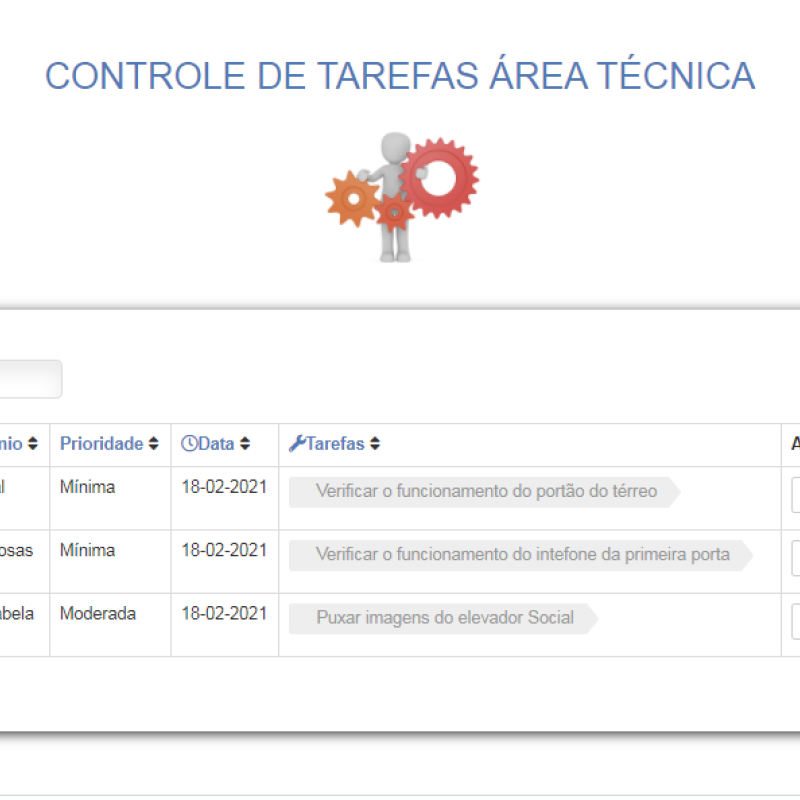 CONTROLE DE TAREFAS ÁREA TÉCNICA
nio Prioridade Data Tarefas A
l Mínima 18-02-2021 Verificar o funcionamento do portão do térreo
osas Mínima 18-02-2021 Verificar o funcionamento do intefone da primeira porta
abela Moderada 18-02-2021 Puxar imagens do elevador Social